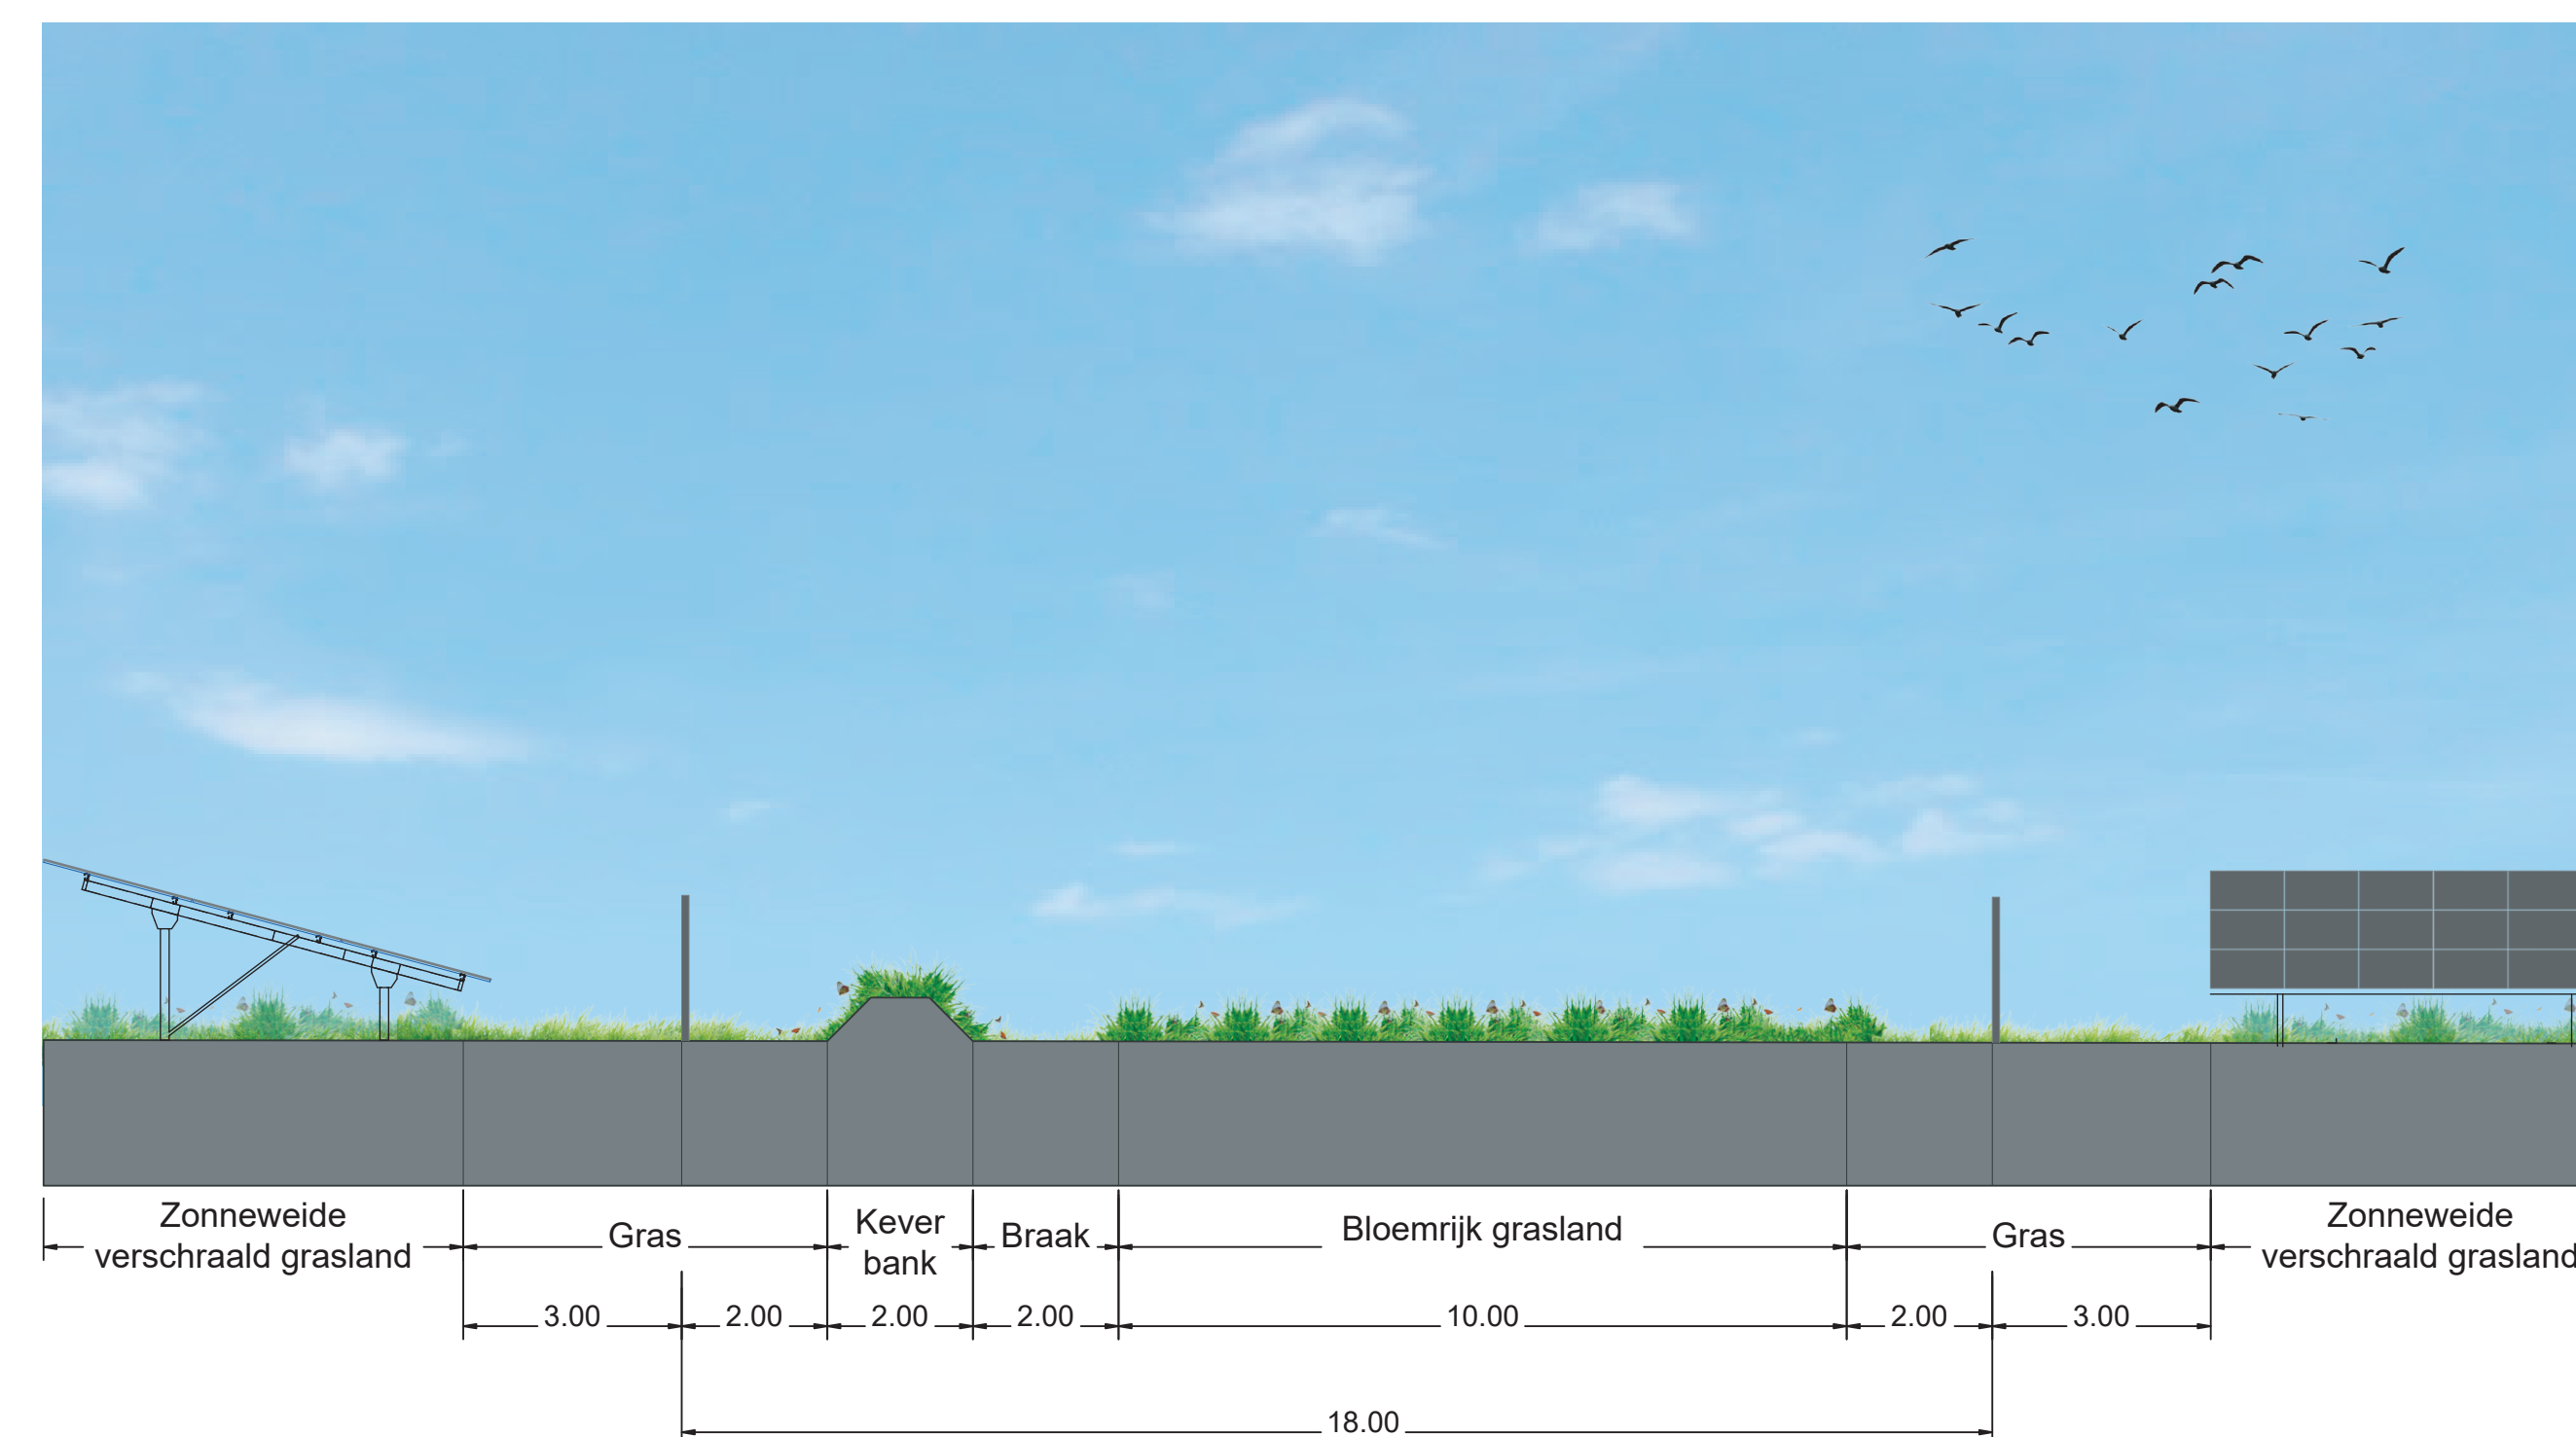 Zonneweide
verschraald grasland
Gras
Kever
bank
Braak
Bloemrijk grasland
Gras
Zonneweide
verschraald grasland
3.00
2.00
2.00
2.00
10.00
2.00
3.00
18.00